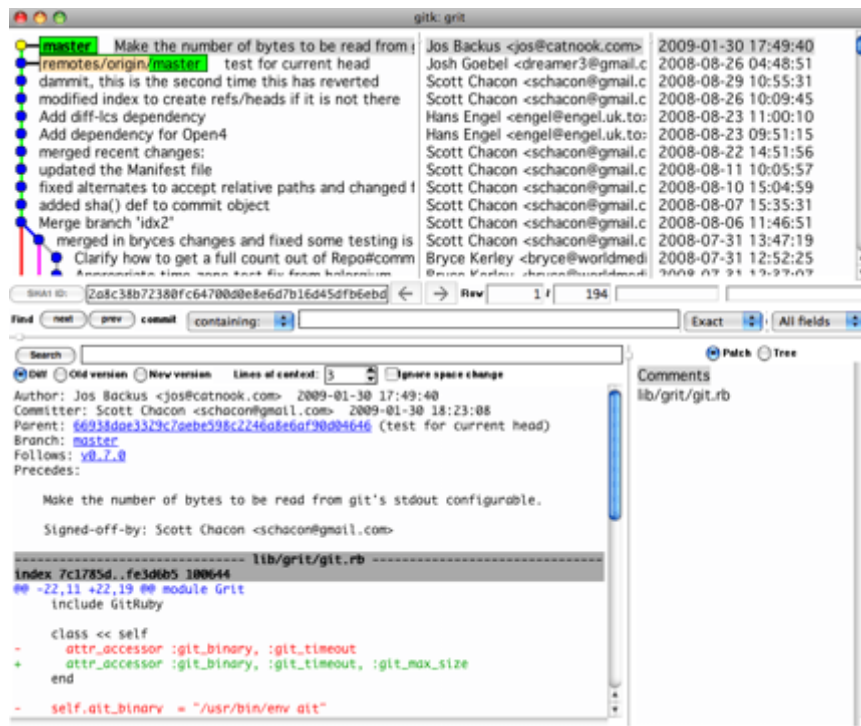 gitk: grit
master Make the number of bytes to be read from Jos Backus <jos@catnook.com> 2009-01-30 17:49:40
remotes/origin/master test for current head Josh Goebel <dreamer3@gmail.c 2008-08-26 04:48:51
dammit, this is the second time this has reverted Scott Chacon <schacon@gmail.c 2008-08-29 10:55:31
modified index to create refs/heads if it is not there Scott Chacon <schacon@gmail.c 2008-08-26 10:09:45
Add diff-lcs dependency Hans Engel <engel@engel.uk.to> 2008-08-23 11:00:10
Add dependency for Open4 Hans Engel <engel@engel.uk.to> 2008-08-23 09:51:15
merged recent changes: Scott Chacon <schacon@gmail.c 2008-08-22 14:51:56
updated the Manifest file Scott Chacon <schacon@gmail.c 2008-08-11 10:05:57
fixed alternates to accept relative paths and changed f Scott Chacon <schacon@gmail.c 2008-08-10 15:04:59
added sha() def to commit object Scott Chacon <schacon@gmail.c 2008-08-07 15:35:31
Merge branch "idx2" Scott Chacon <schacon@gmail.c 2008-08-06 11:46:51
merged in bryces changes and fixed some testing is Scott Chacon <schacon@gmail.c 2008-07-31 13:47:19
Clarify how to get a full count out of Repo#comm Bryce Kerley <bryce@worldmedi 2008-07-31 12:52:25
Appropriate time-zone test fix from halorgium Bryce Kerley <bryce@worldmedi 2008-07-31 12:37:07
SHA1 ID: 2a8c38b72380fc64700d0e8e6d7b16d45dfb6ebd ← → Row 1 / 194
Find next prev commit containing: Exact All fields
Search Patch Tree
Diff Old version New version Lines of context: 3 Ignore space change Comments
lib/grit/git.rb
Author: Jos Backus <jos@catnook.com> 2009-01-30 17:49:40
Committer: Scott Chacon <schacon@gmail.com> 2009-01-30 18:23:08
Parent: 66938dae3329c7aebe598c2246a8e6af90d04646 (test for current head)
Branch: master
Follows: v0.7.0
Precedes:
Make the number of bytes to be read from git's stdout configurable.
Signed-off-by: Scott Chacon <schacon@gmail.com>
------------------------------ lib/grit/git.rb ------------------------------
index 7c1785d..fe3d6b5 100644
@@ -22,11 +22,19 @@ module Grit
include GitRuby
class << self
- attr_accessor :git_binary, :git_timeout
+ attr_accessor :git_binary, :git_timeout, :git_max_size
end
- self.git_binary = "/usr/bin/env git"